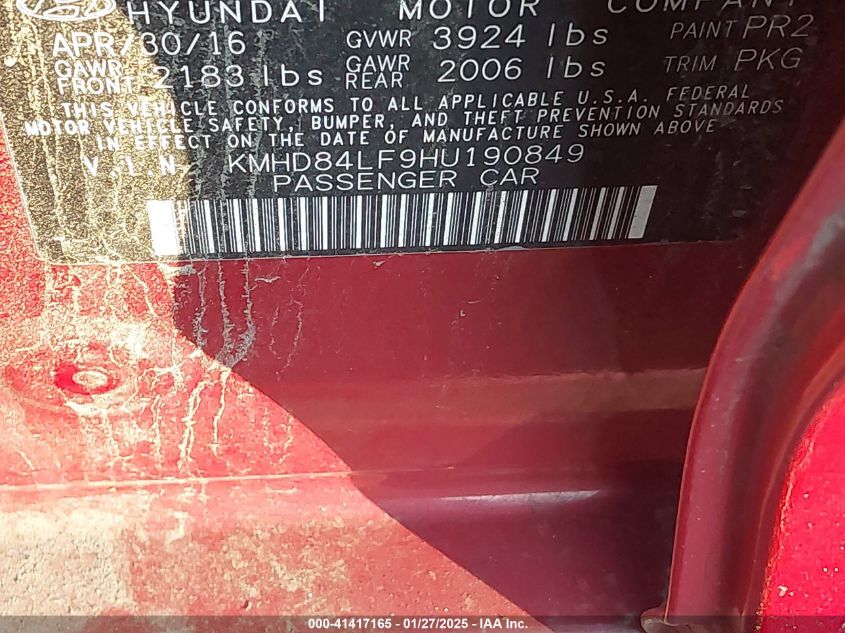 HYUNDAI MOTOR COMPANY
APR/30/16 GVWR 3924 lbs PAINT PR2
GAWR FRONT 2183 lbs GAWR REAR 2006 lbs TRIM PKG
THIS VEHICLE CONFORMS TO ALL APPLICABLE U.S.A. FEDERAL
MOTOR VEHICLE SAFETY, BUMPER, AND THEFT PREVENTION STANDARDS
IN EFFECT ON THE DATE OF MANUFACTURE SHOWN ABOVE
V.I.N. KMHD84LF9HU190849
PASSENGER CAR
000-41417165 - 01/27/2025 - IAA Inc.